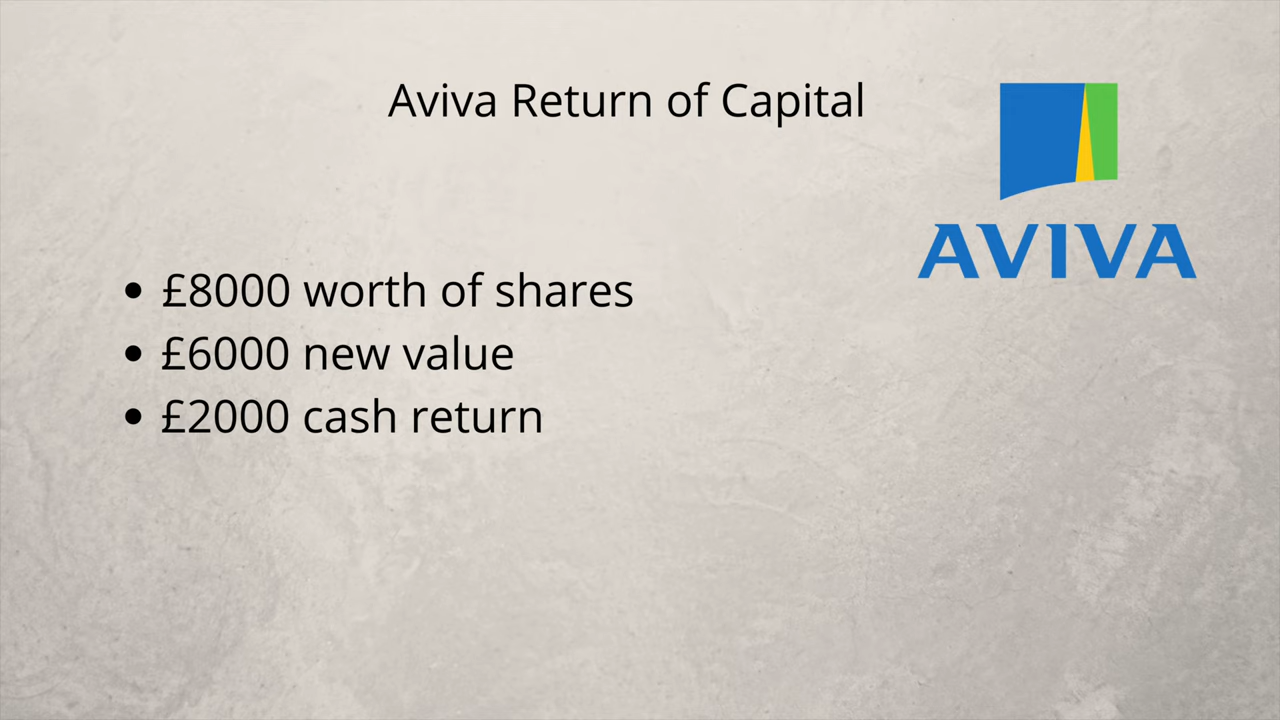 Aviva Return of Capital
AVIVA
• £8000 worth of shares
• £6000 new value
• £2000 cash return